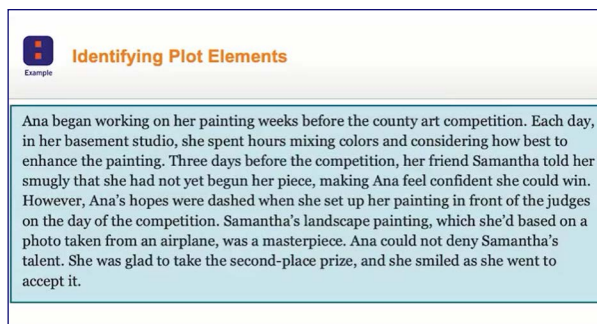 Identifying Plot Elements
Example
Ana began working on her painting weeks before the county art competition. Each day,
in her basement studio, she spent hours mixing colors and considering how best to
enhance the painting. Three days before the competition, her friend Samantha told her
smugly that she had not yet begun her piece, making Ana feel confident she could win.
However, Ana’s hopes were dashed when she set up her painting in front of the judges
on the day of the competition. Samantha’s landscape painting, which she’d based on a
photo taken from an airplane, was a masterpiece. Ana could not deny Samantha’s
talent. She was glad to take the second-place prize, and she smiled as she went to
accept it.